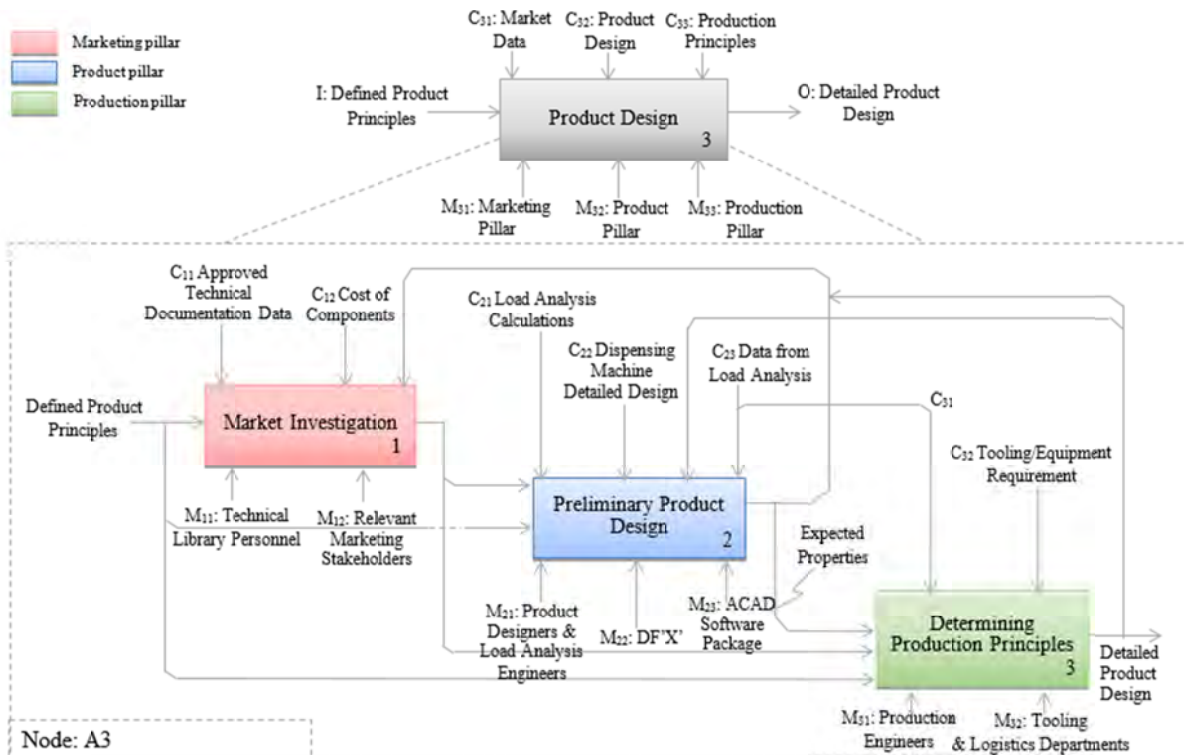 Marketing pillar
Product pillar
Production pillar
C₃₁: Market
Data
C₃₂: Product
Design
C₃₃: Production
Principles
I: Defined Product
Principles
Product Design
3
O: Detailed Product
Design
M₃₁: Marketing
Pillar
M₃₂: Product
Pillar
M₃₃: Production
Pillar
C₁₁ Approved
Technical
Documentation Data
C₁₂ Cost of
Components
C₂₁ Load Analysis
Calculations
C₂₂ Dispensing
Machine
Detailed Design
C₂₃ Data from
Load Analysis
C₃₁
C₃₂ Tooling/Equipment
Requirement
Defined Product
Principles
Market Investigation
1
M₁₁: Technical
Library Personnel
M₁₂: Relevant
Marketing
Stakeholders
Preliminary Product
Design
2
Expected
Properties
M₂₁: Product
Designers &
Load Analysis
Engineers
M₂₂: DF'X'
M₂₃: ACAD
Software
Package
Determining
Production Principles
3
Detailed
Product
Design
M₃₁: Production
Engineers
M₃₂: Tooling
& Logistics Departments
Node: A3